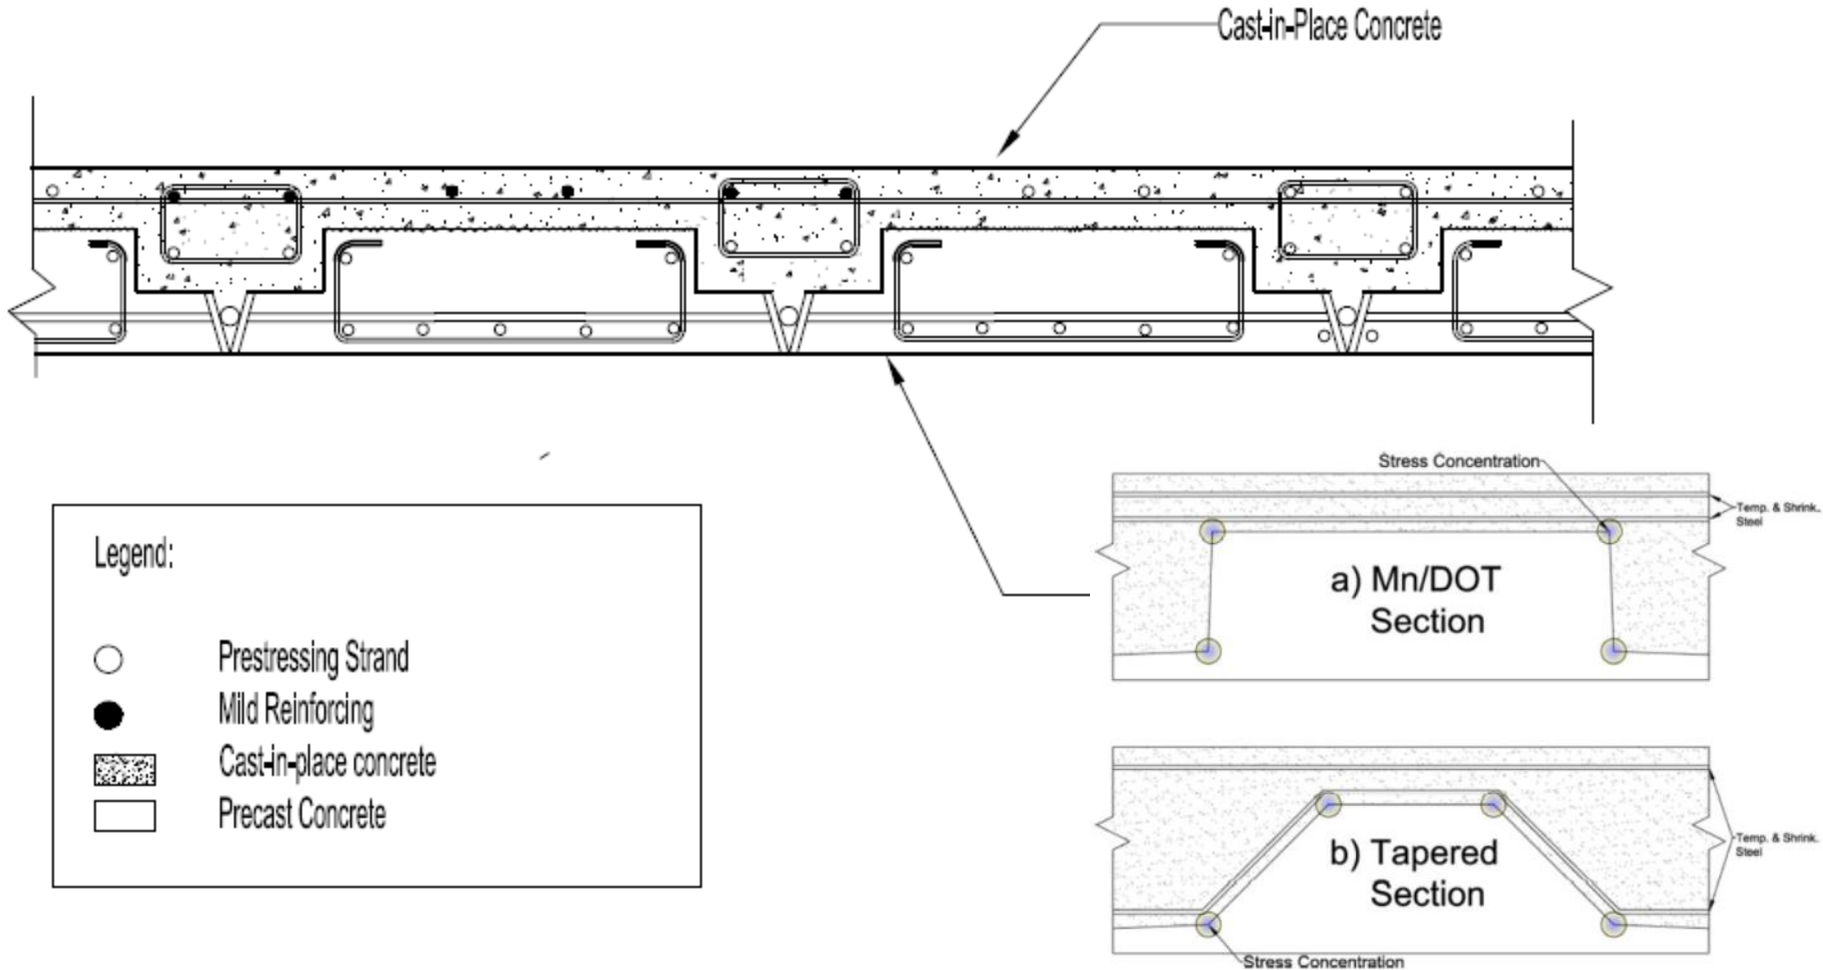 Cast-in-Place Concrete
Legend:
Prestressing Strand
Mild Reinforcing
Cast-in-place concrete
Precast Concrete
Stress Concentration
Temp. & Shrink.
Steel
a) Mn/DOT
Section
b) Tapered
Section
Temp. & Shrink.
Steel
Stress Concentration